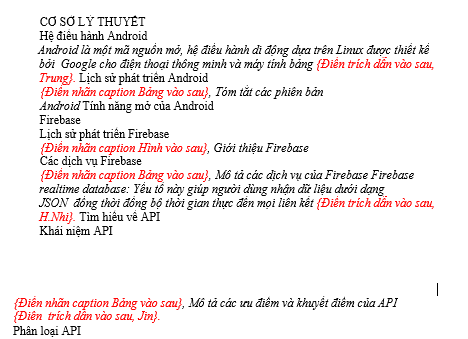 CƠ SỞ LÝ THUYẾT
Hệ điều hành Android
Android là một mã nguồn mở, hệ điều hành di động dựa trên Linux được thiết kế
bởi Google cho điện thoại thông minh và máy tính bảng {Điền trích dẫn vào sau,
Trung}. Lịch sử phát triển Android
{Điền nhãn caption Bảng vào sau}, Tóm tắt các phiên bản
Android Tính năng mở của Android
Firebase
Lịch sử phát triển Firebase
{Điền nhãn caption Hình vào sau}, Giới thiệu Firebase
Các dịch vụ Firebase
{Điền nhãn caption Bảng vào sau}, Mô tả các dịch vụ của Firebase Firebase
realtime database: Yếu tố này giúp người dùng nhận dữ liệu dưới dạng
JSON đồng thời đồng bộ thời gian thực đến mọi liên kết {Điền trích dẫn vào sau,
H.Nhi}. Tìm hiểu về API
Khái niệm API
{Điền nhãn caption Bảng vào sau}, Mô tả các ưu điểm và khuyết điểm của API
{Điền trích dẫn vào sau, Jin}.
Phân loại API